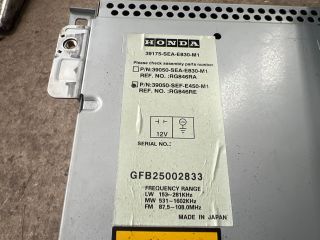 HONDA
39175-SEA-E830-M1
Please check assembly parts number.
P/N:39050-SEA-E830-M1
REF. NO. :RG846RA
P/N:39050-SEF-E450-M1
REF. NO. :RG846RE
12V
SERIAL NO.:
GFB25002833
FREQUENCY RANGE
LW 153–281KHz
MW 531–1602KHz
FM 87.5–108.0MHz
MADE IN JAPAN